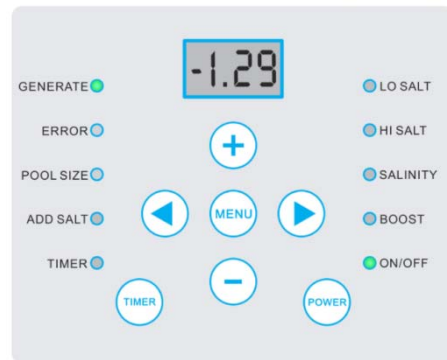 -1.29
GENERATE
ERROR
POOL SIZE
ADD SALT
TIMER
LO SALT
HI SALT
SALINITY
BOOST
ON/OFF
+
MENU
−
TIMER
POWER